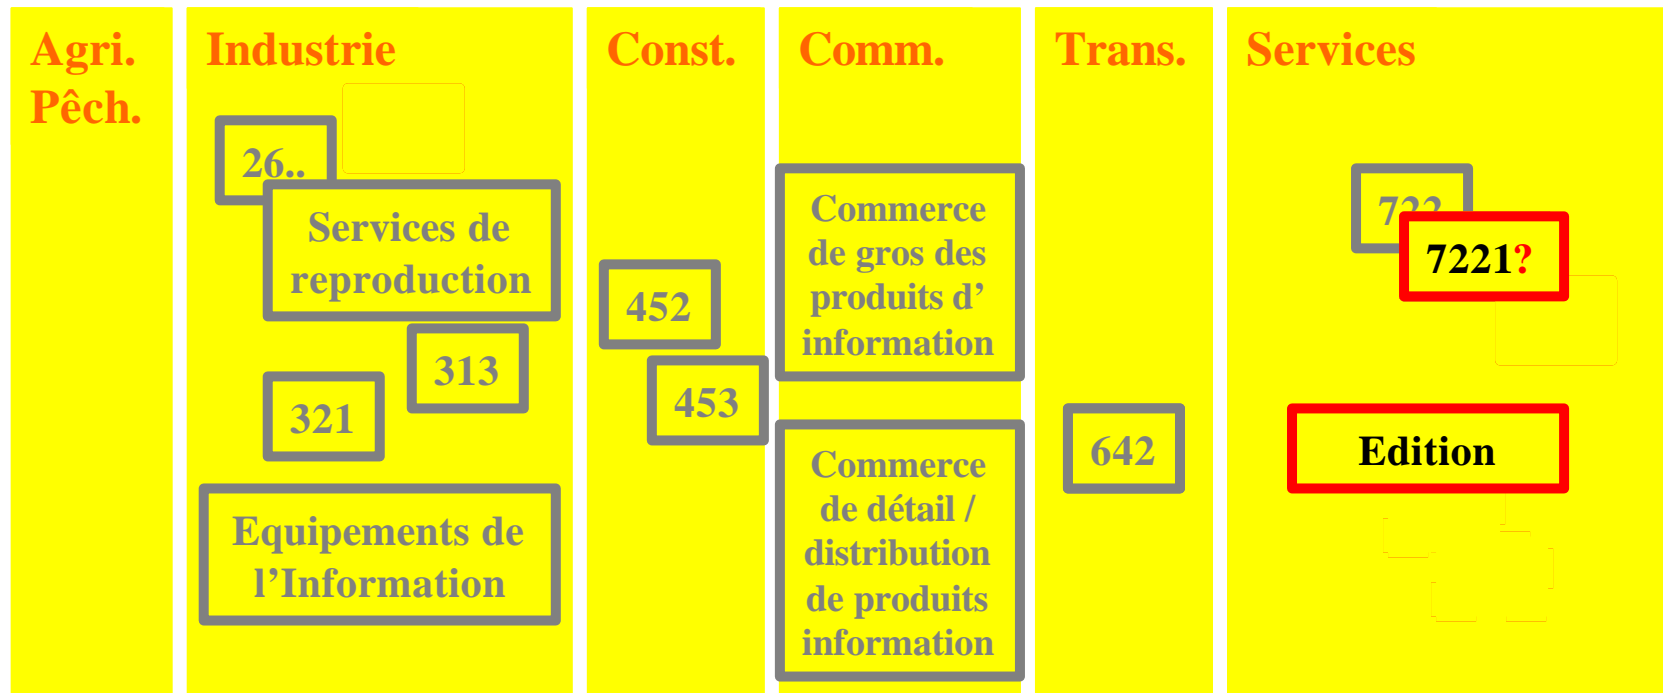 Agri.
Pêch.
Industrie
26..
Services de
reproduction
313
321
Equipements de
l’Information
Const.
452
453
Comm.
Commerce
de gros des
produits d’
information
Commerce
de détail /
distribution
de produits
information
Trans.
642
Services
722
7221?
Edition